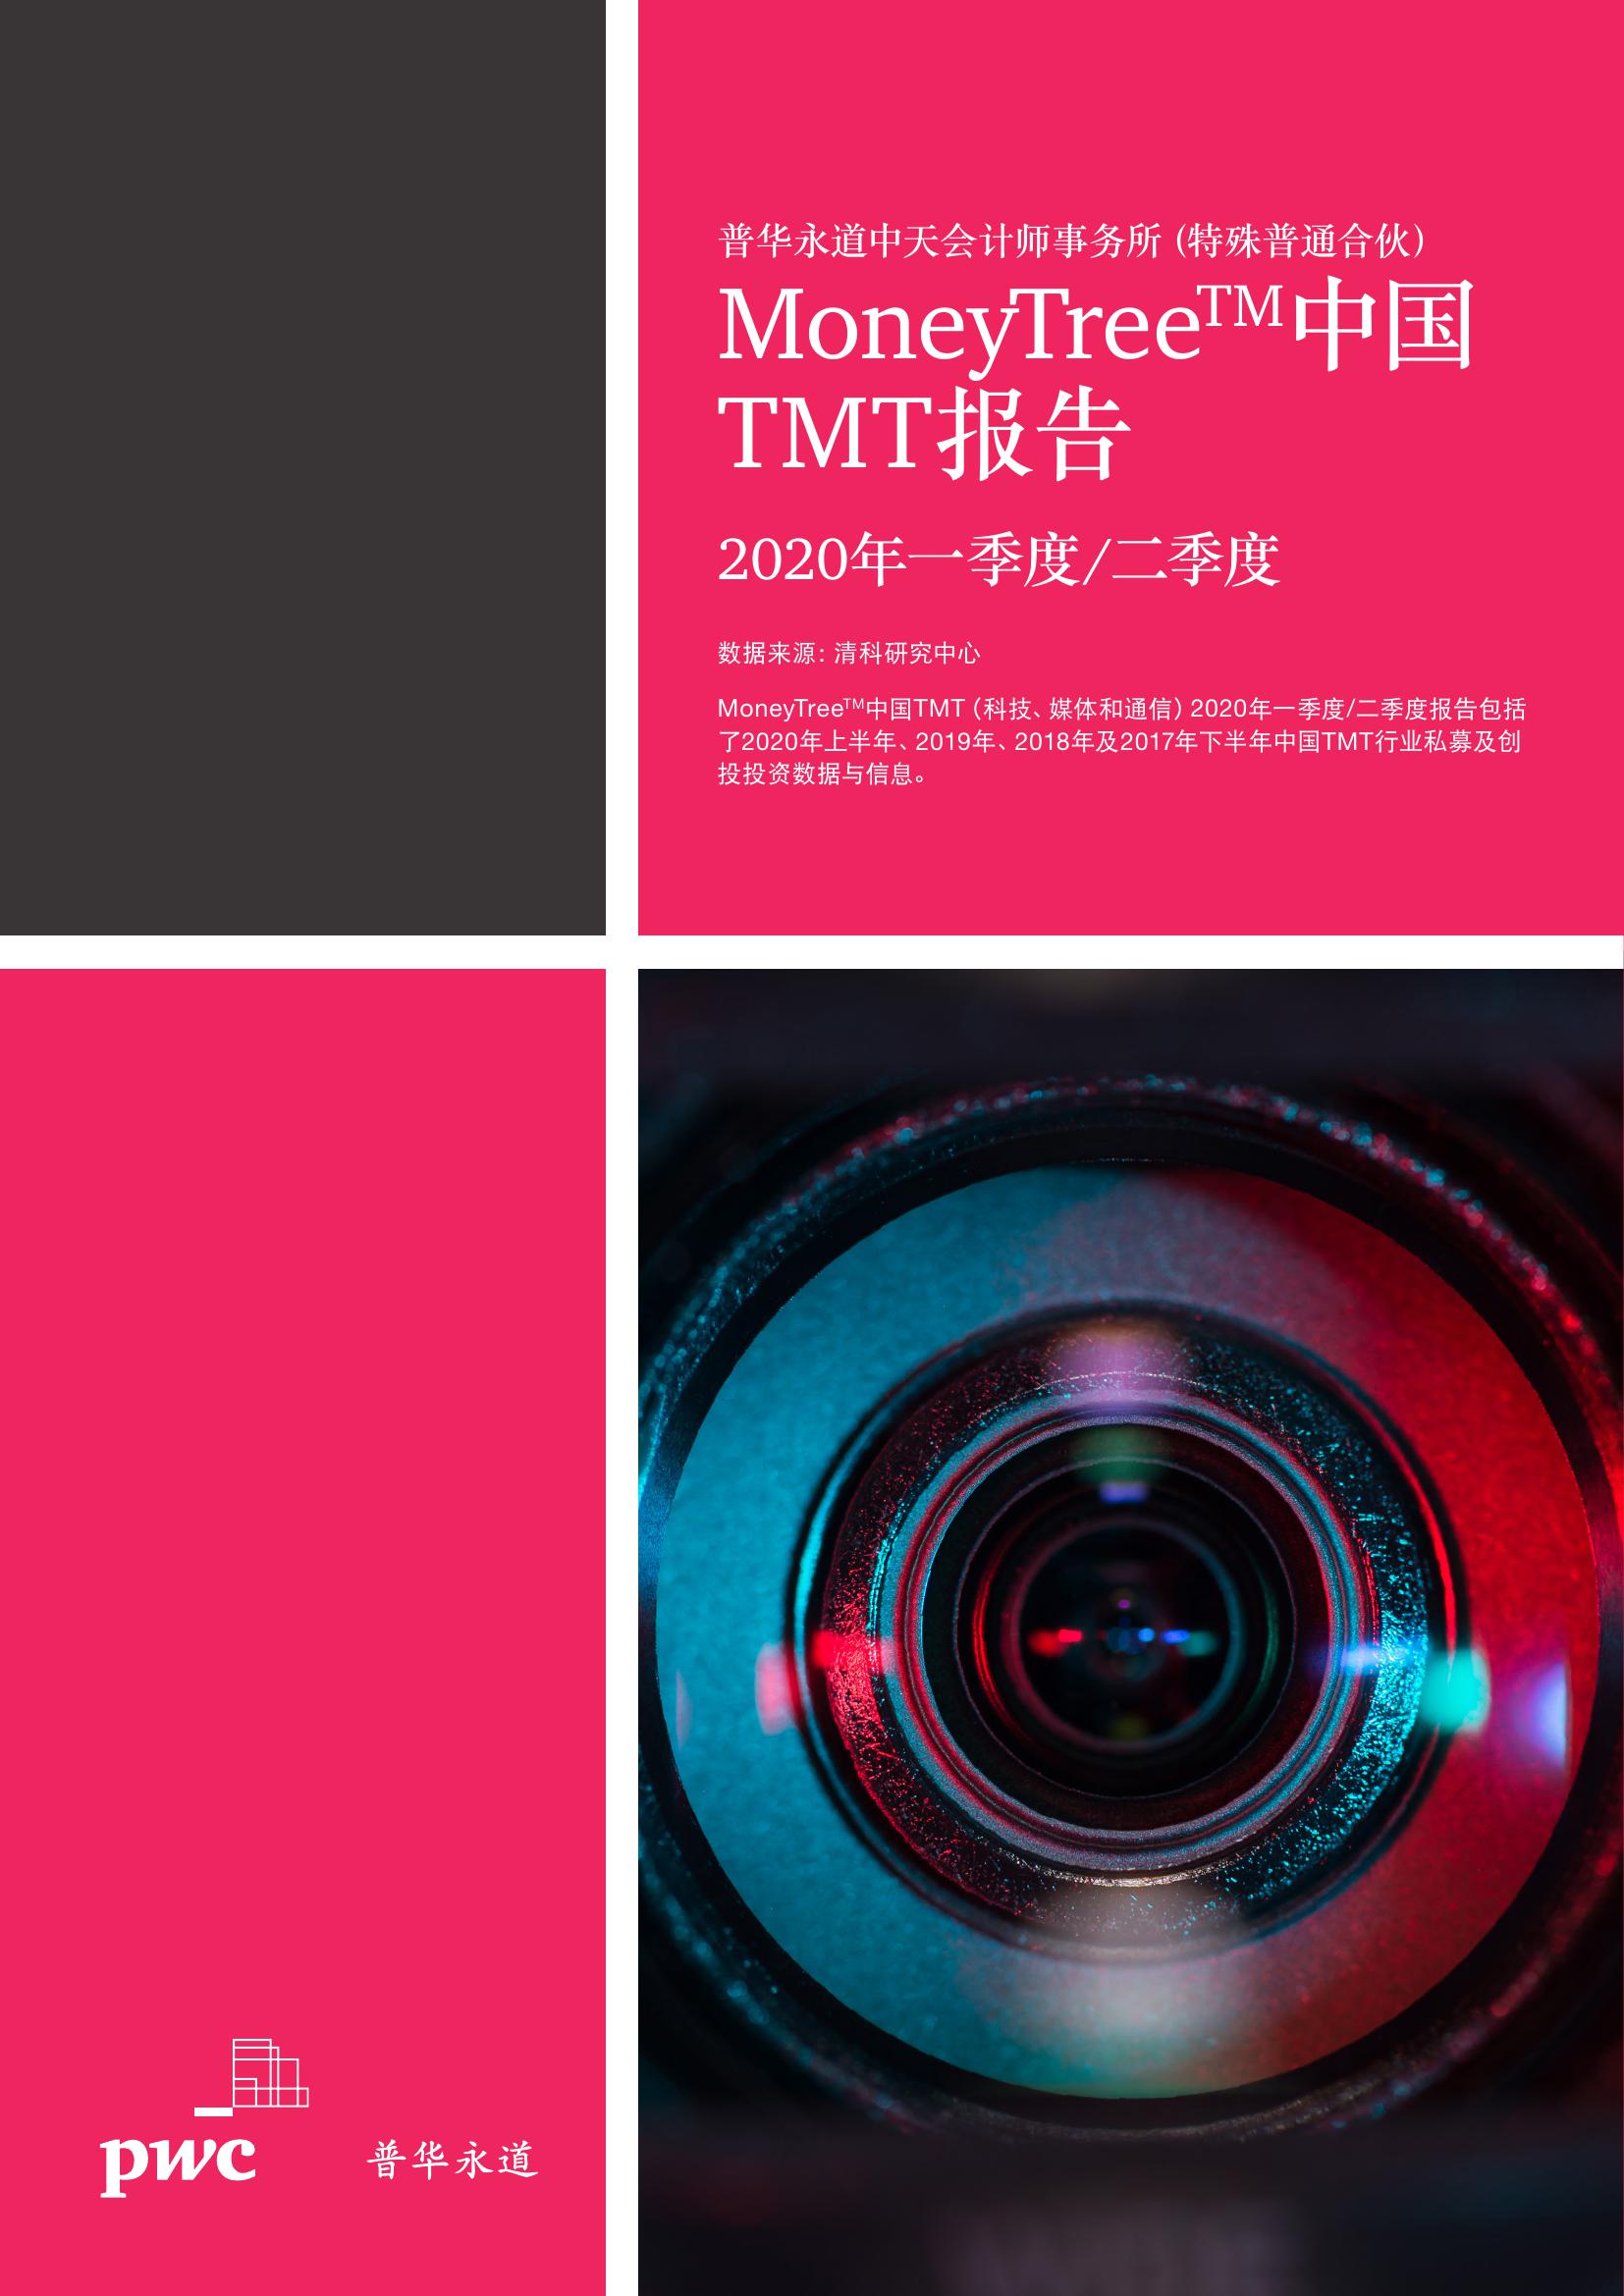 普华永道中天会计师事务所 (特殊普通合伙)
MoneyTree™中国
TMT报告
2020年一季度/二季度
数据来源: 清科研究中心
MoneyTree™中国TMT (科技、媒体和通信) 2020年一季度/二季度报告包括
了2020年上半年、2019年、2018年及2017年下半年中国TMT行业私募及创
投投资数据与信息。
pwc 普华永道